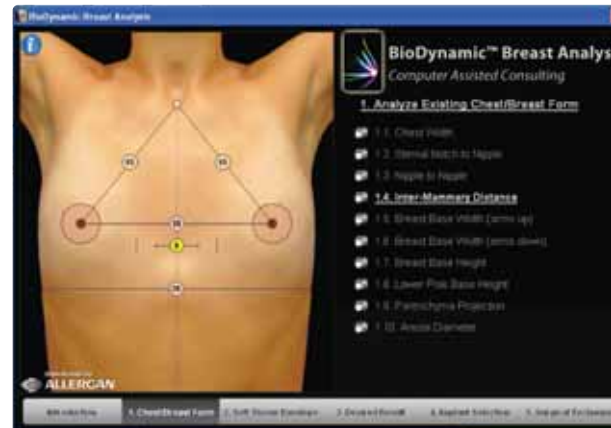 BioDynamic Breast Analysis
BioDynamic™ Breast Analys
Computer Assisted Consulting
1. Analyze Existing Chest/Breast Form
1.1. Chest Width
1.2. Sternal Notch to Nipple
1.3. Nipple to Nipple
1.4. Inter-Mammary Distance
1.5. Breast Base Width (arms up)
1.6. Breast Base Width (arms down)
1.7. Breast Base Height
1.8. Lower Pole Base Height
1.9. Parenchyma Projection
1.10. Areola Diameter
ALLERGAN
Introduction
1. Chest/Breast Form
2. Soft Tissue Envelope
3. Desired Result
4. Implant Selection